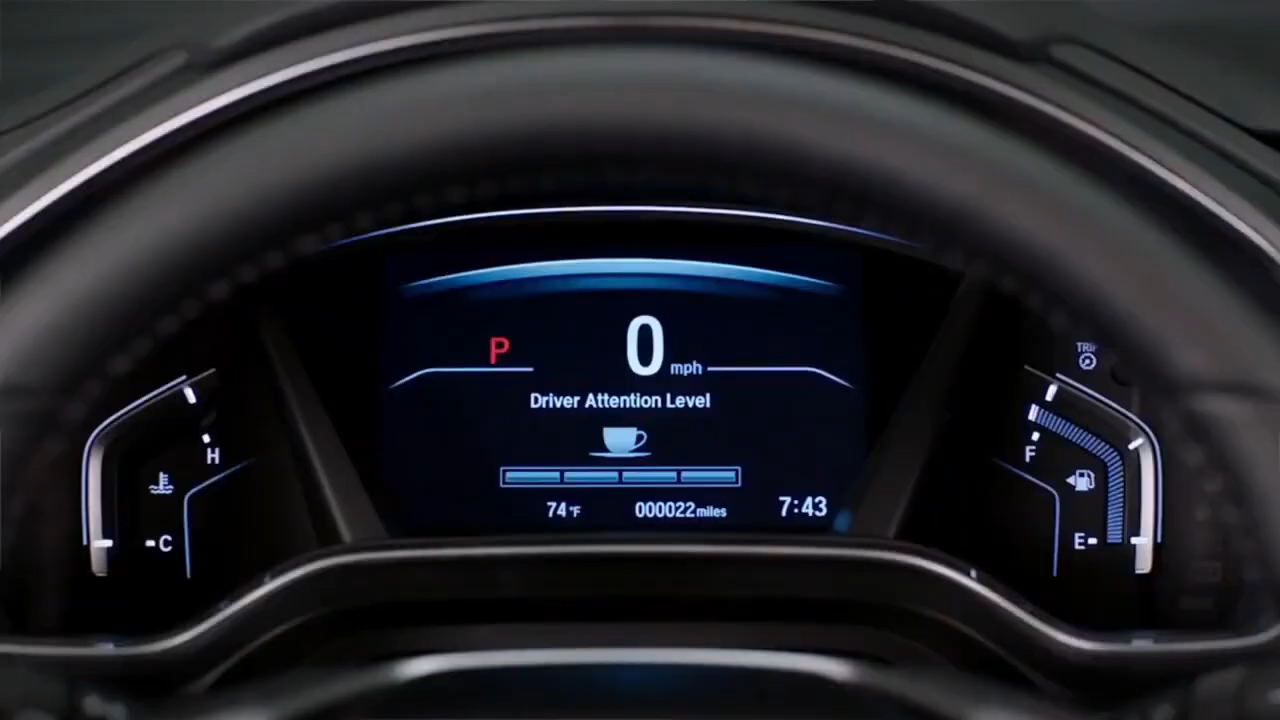 P
0 mph
Driver Attention Level
74°F
000022 miles
7:43
H
C
TRIP
F
E